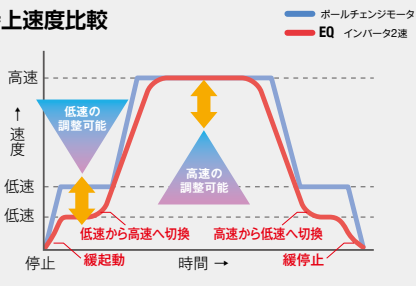 上速度比較
ポールチェンジモータ
EQ インバータ2速
高速
↑
速度
低速
低速
停止
低速の
調整可能
高速の
調整可能
低速から高速へ切換
高速から低速へ切換
緩起動
時間 →
緩停止